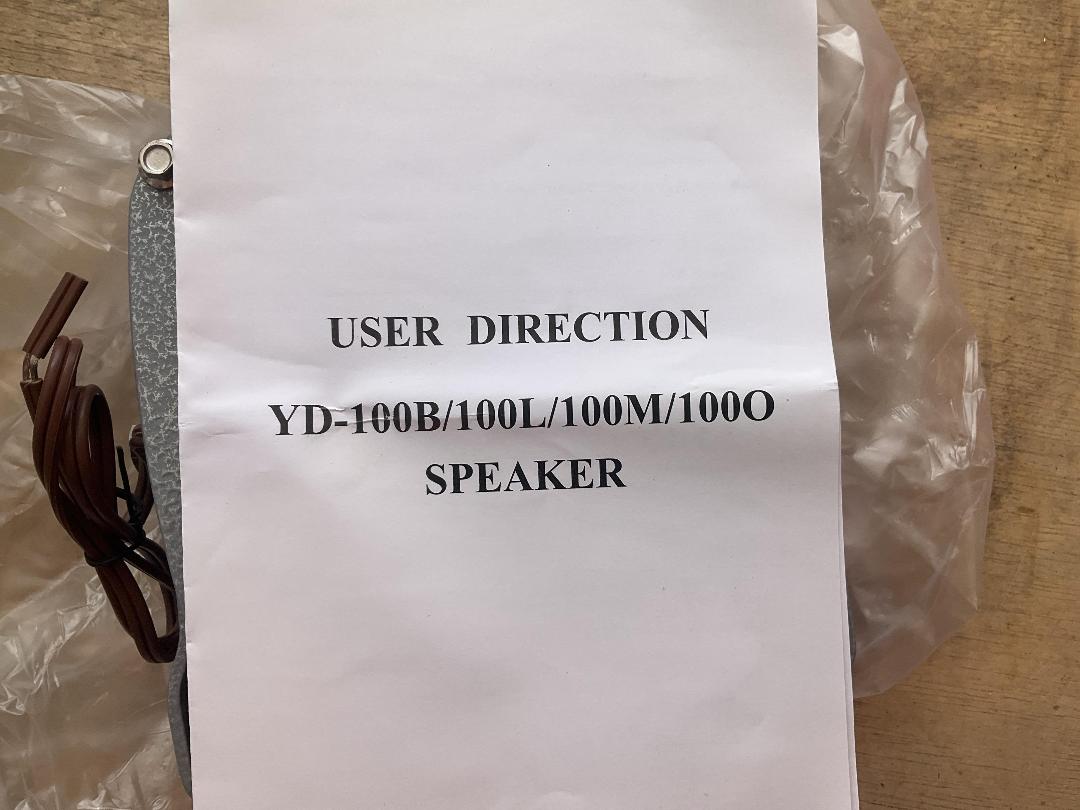 USER DIRECTION
YD-100B/100L/100M/100O
SPEAKER